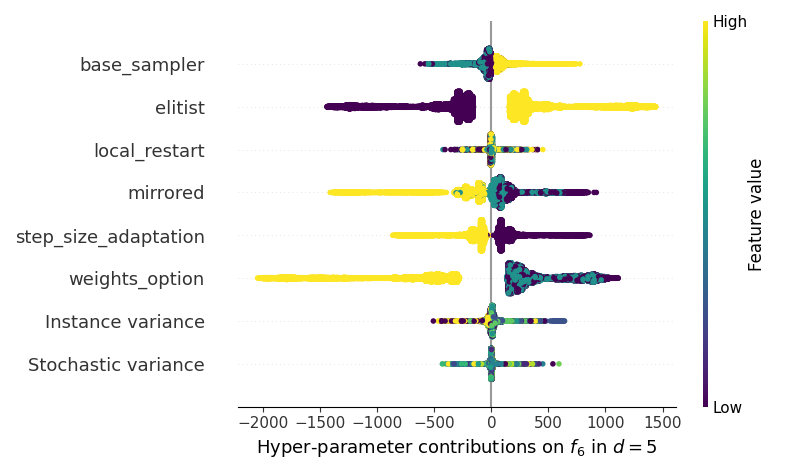 High
base_sampler
elitist
local_restart
mirrored
step_size_adaptation
weights_option
Instance variance
Stochastic variance
Feature value
Low
−2000 −1500 −1000 −500 0 500 1000 1500
Hyper-parameter contributions on f₆ in d = 5